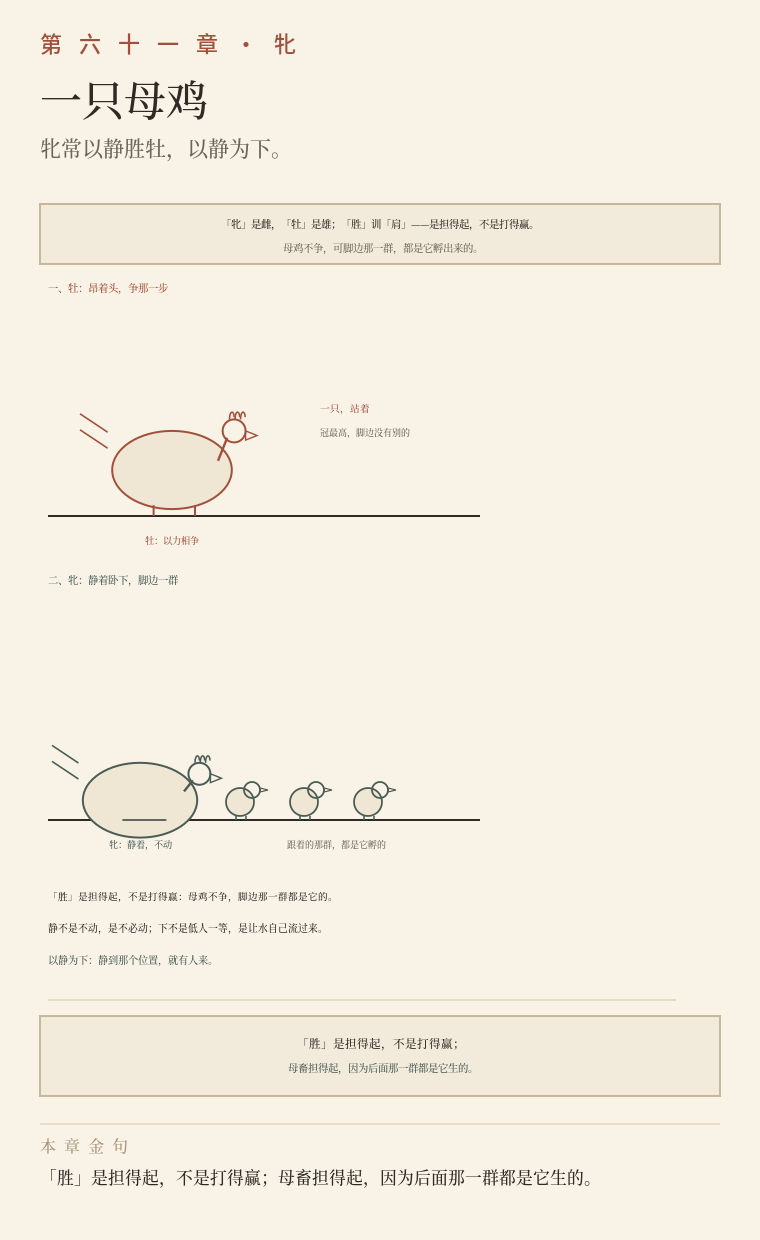 第六十一章·牝
一只母鸡
牝常以静胜牡，以静为下。
「牝」是雌，「牡」是雄；「胜」训「肩」——是担得起，不是打得赢。
母鸡不争，可脚边那一群，都是它孵出来的。
一、牡：昂着头，争那一步
一只，站着
冠最高，脚边没有别的
牡：以力相争
二、牝：静着卧下，脚边一群
牝：静着，不动
跟着的那群，都是它孵的
「胜」是担得起，不是打得赢：母鸡不争，脚边那一群都是它的。
静不是不动，是不必动；下不是低人一等，是让水自己流过来。
以静为下：静到那个位置，就有人来。
「胜」是担得起，不是打得赢；
母畜担得起，因为后面那一群都是它生的。
本章金句
「胜」是担得起，不是打得赢；母畜担得起，因为后面那一群都是它生的。